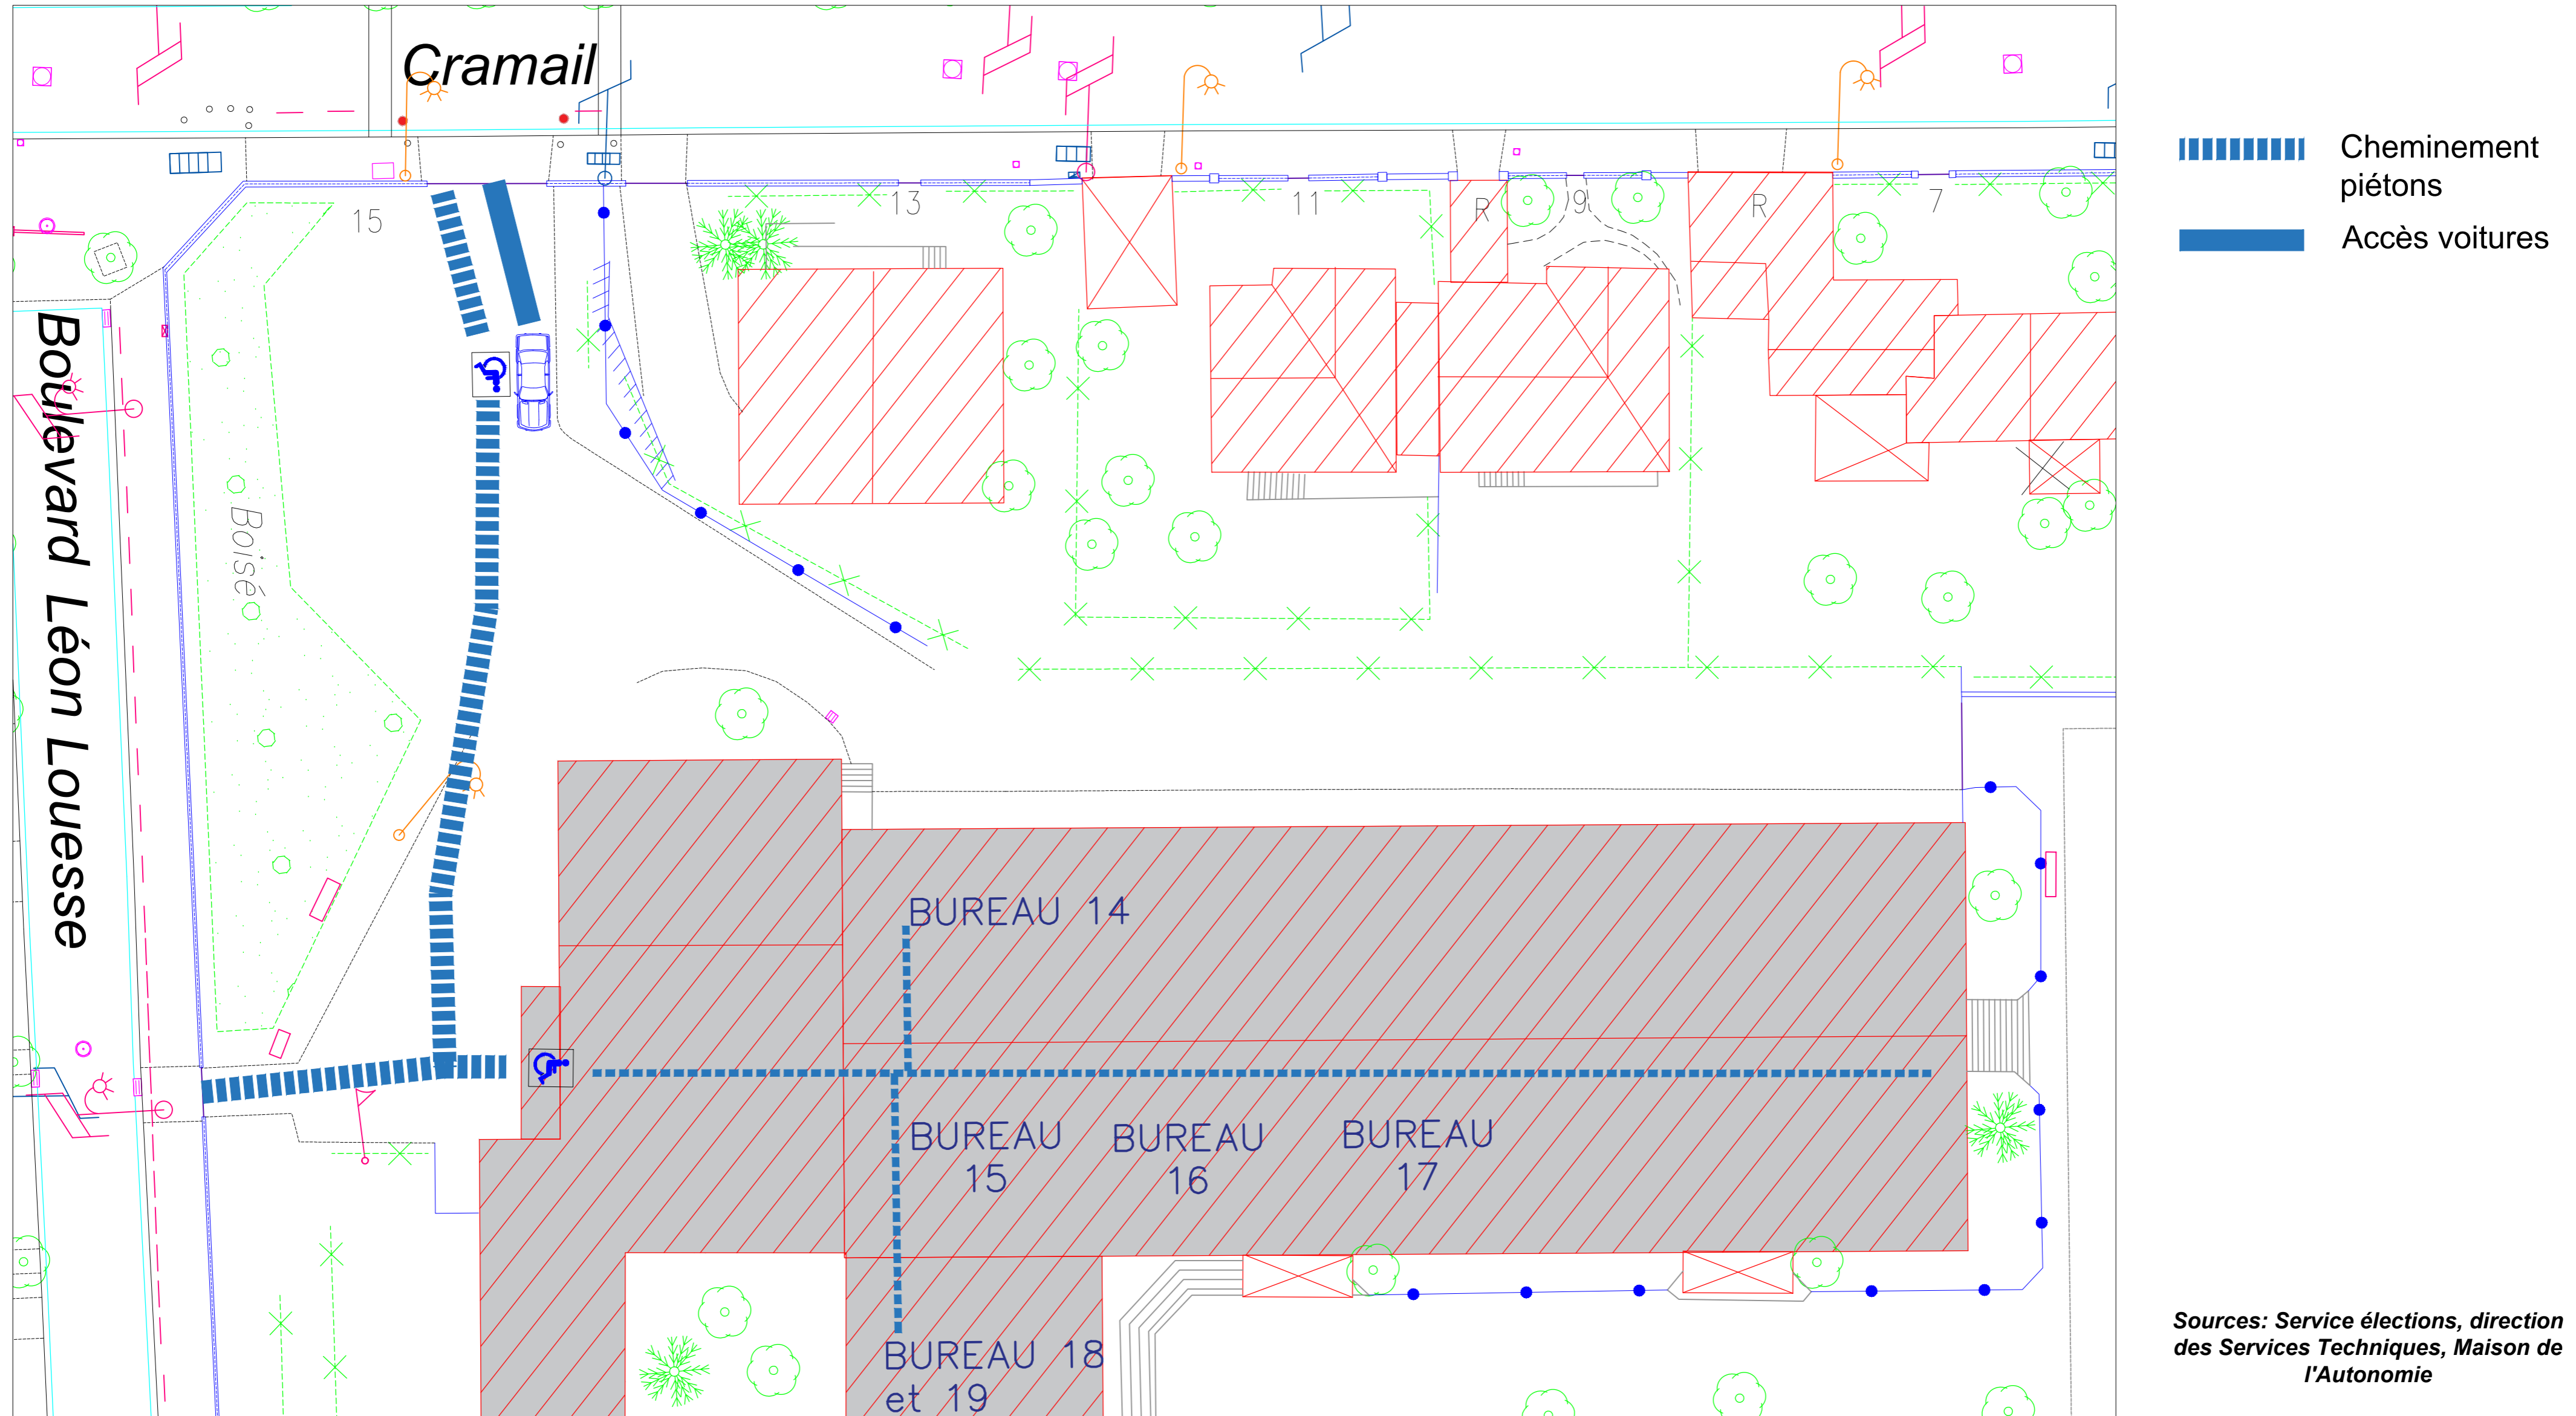 Cramail
Cheminement
piétons
Accès voitures
15
13
11
R
9
R
7
Boulevard Léon Louesse
Boisé
BUREAU 14
BUREAU
15
BUREAU
16
BUREAU
17
BUREAU 18
et 19
Sources: Service élections, direction
des Services Techniques, Maison de
l'Autonomie